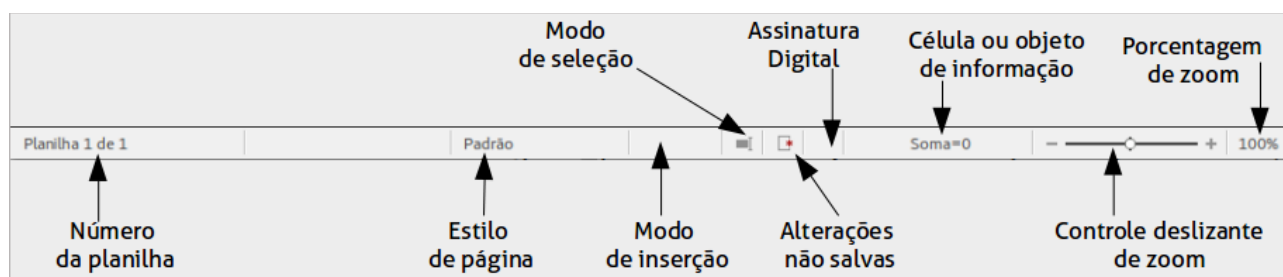 Modo
de seleção
Assinatura
Digital
Célula ou objeto
de informação
Porcentagem
de zoom
Planilha 1 de 1
Padrão
Soma=0
100%
Número
da planilha
Estilo
de página
Modo
de inserção
Alterações
não salvas
Controle deslizante
de zoom